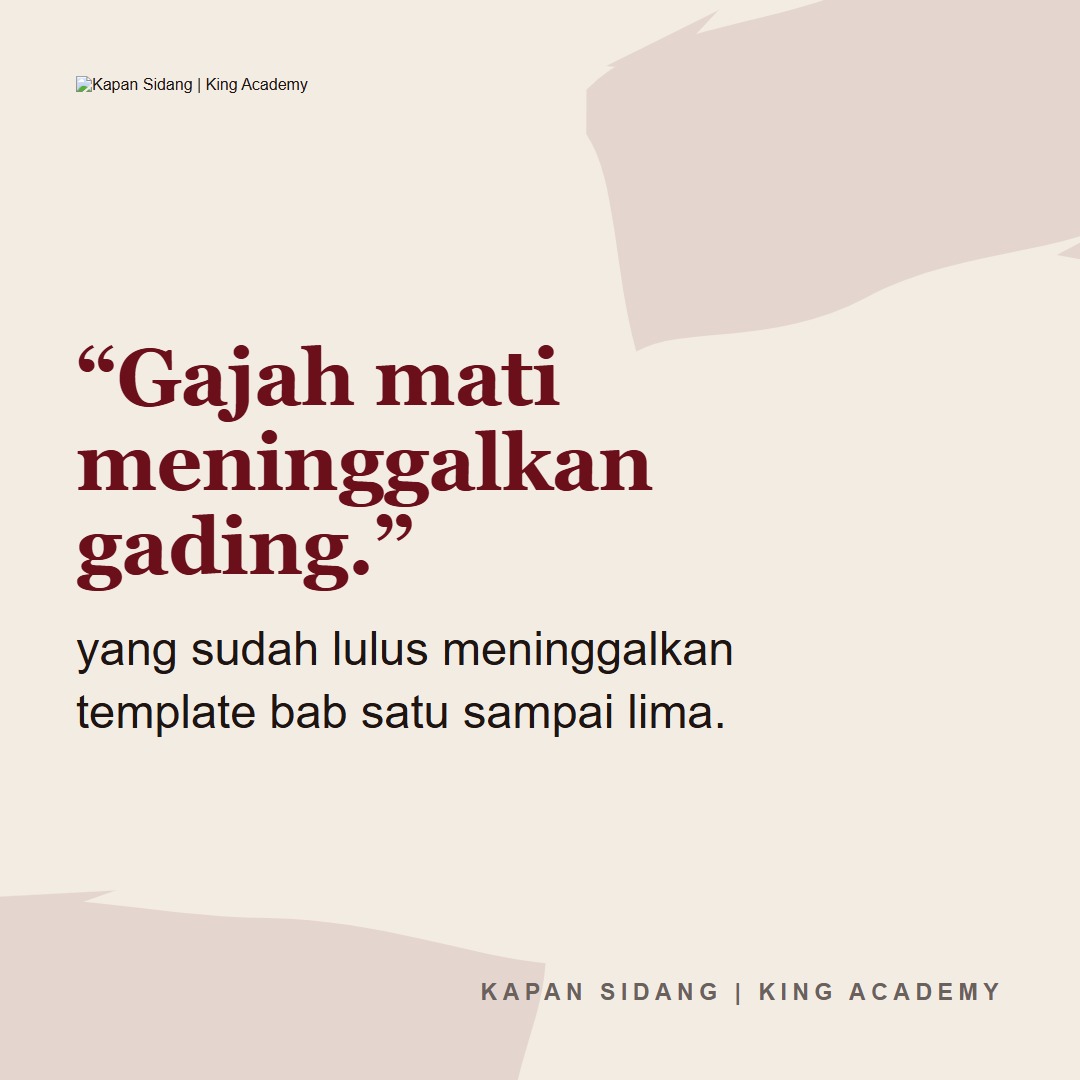 Kapan Sidang | King Academy
“Gajah mati
meninggalkan
gading.”
yang sudah lulus meninggalkan
template bab satu sampai lima.
KAPAN SIDANG | KING ACADEMY